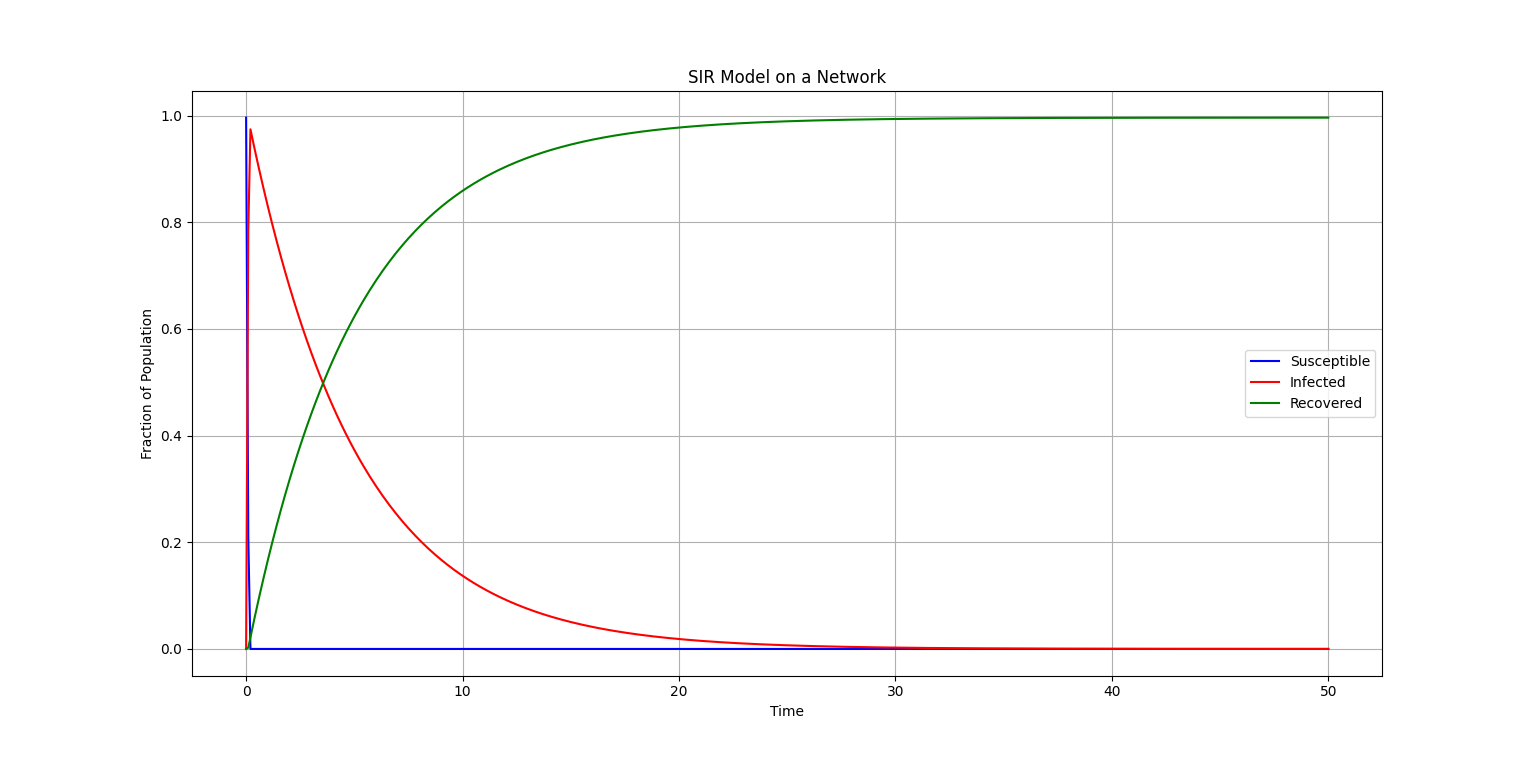 SIR Model on a Network
1.0
0.8
0.6
0.4
0.2
0.0
Fraction of Population
Susceptible
Infected
Recovered
0 10 20 30 40 50
Time